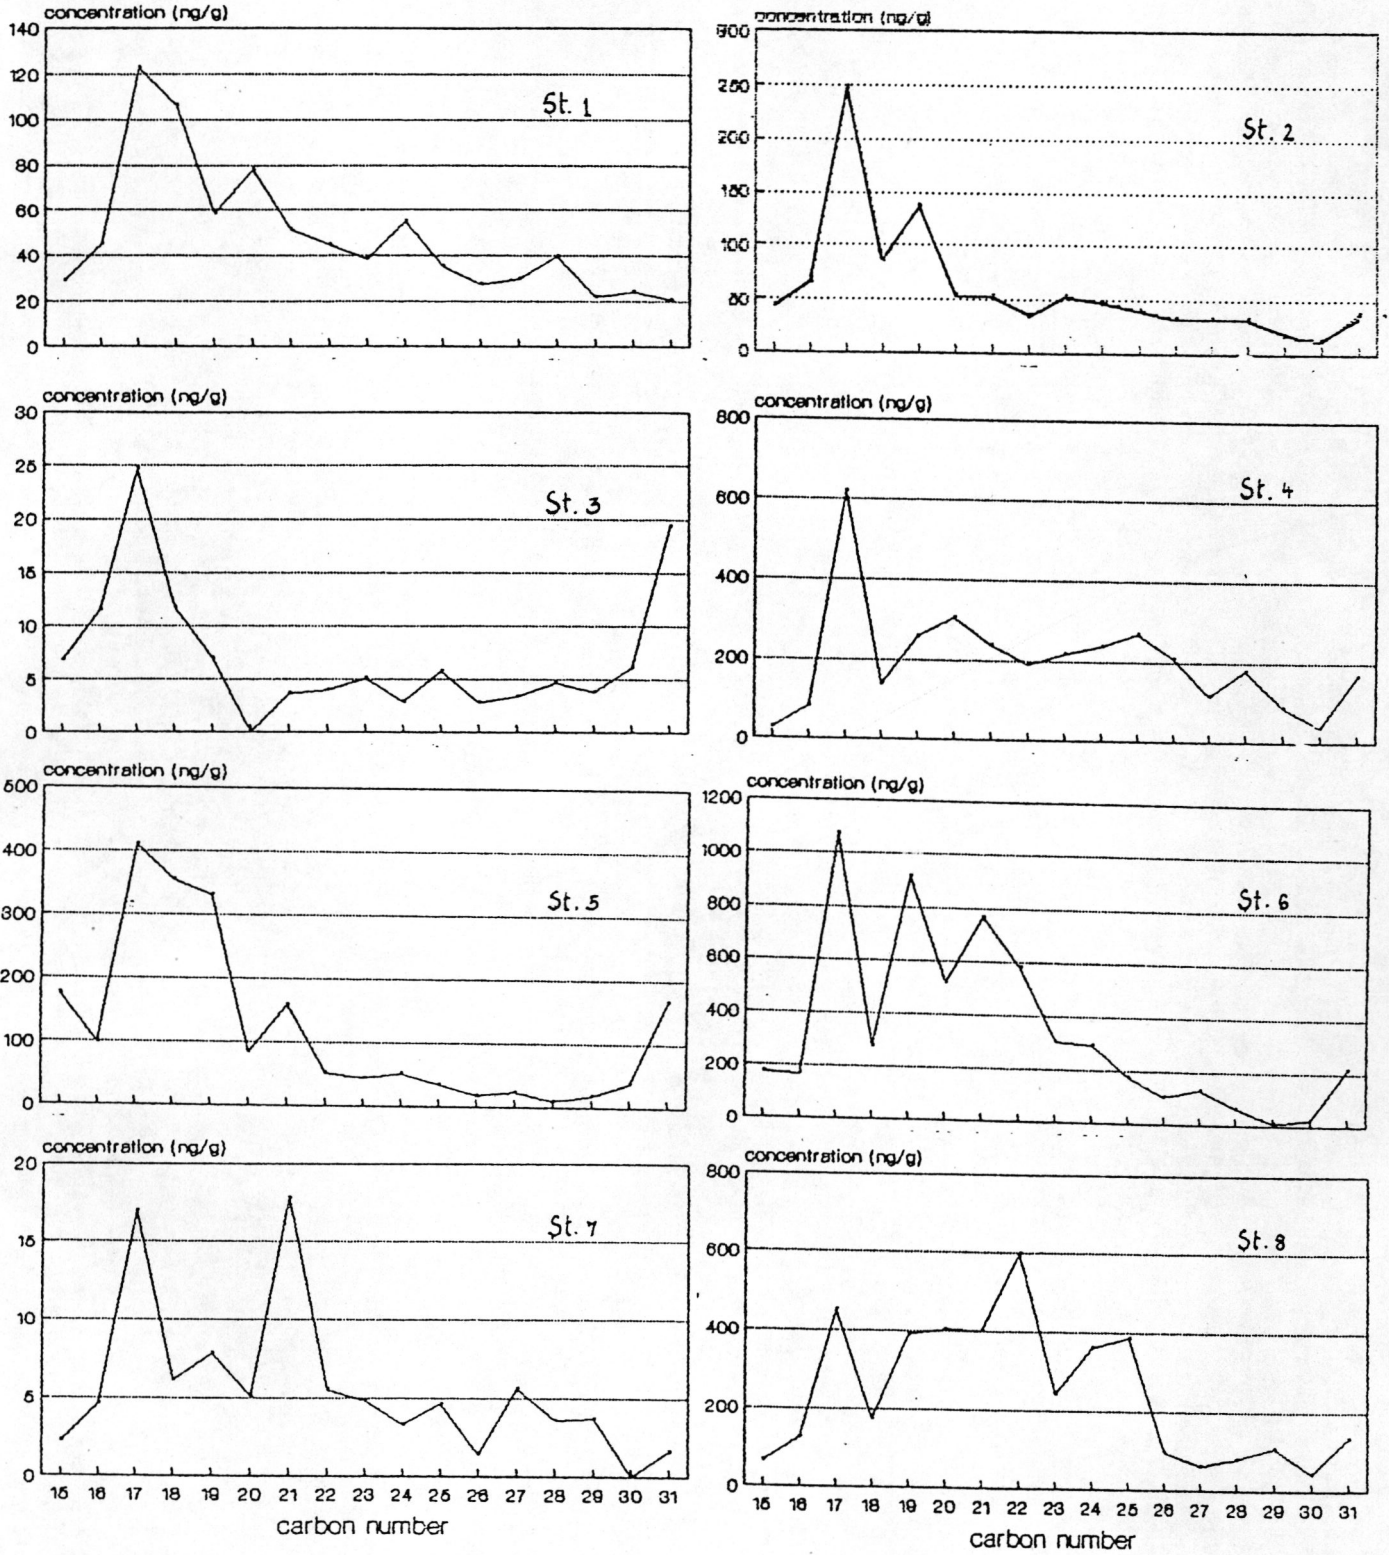 concentration (ng/g)
140
120
100
80
60
40
20
0
St. 1
concentration (ng/g)
300
250
200
150
100
50
0
St. 2
concentration (ng/g)
30
25
20
15
10
5
0
St. 3
concentration (ng/g)
800
600
400
200
0
St. 4
concentration (ng/g)
500
400
300
200
100
0
St. 5
concentration (ng/g)
1200
1000
800
600
400
200
0
St. 6
concentration (ng/g)
20
15
10
5
0
St. 7
15 16 17 18 19 20 21 22 23 24 25 26 27 28 29 30 31
carbon number
concentration (ng/g)
800
600
400
200
0
St. 8
15 16 17 18 19 20 21 22 23 24 25 26 27 28 29 30 31
carbon number